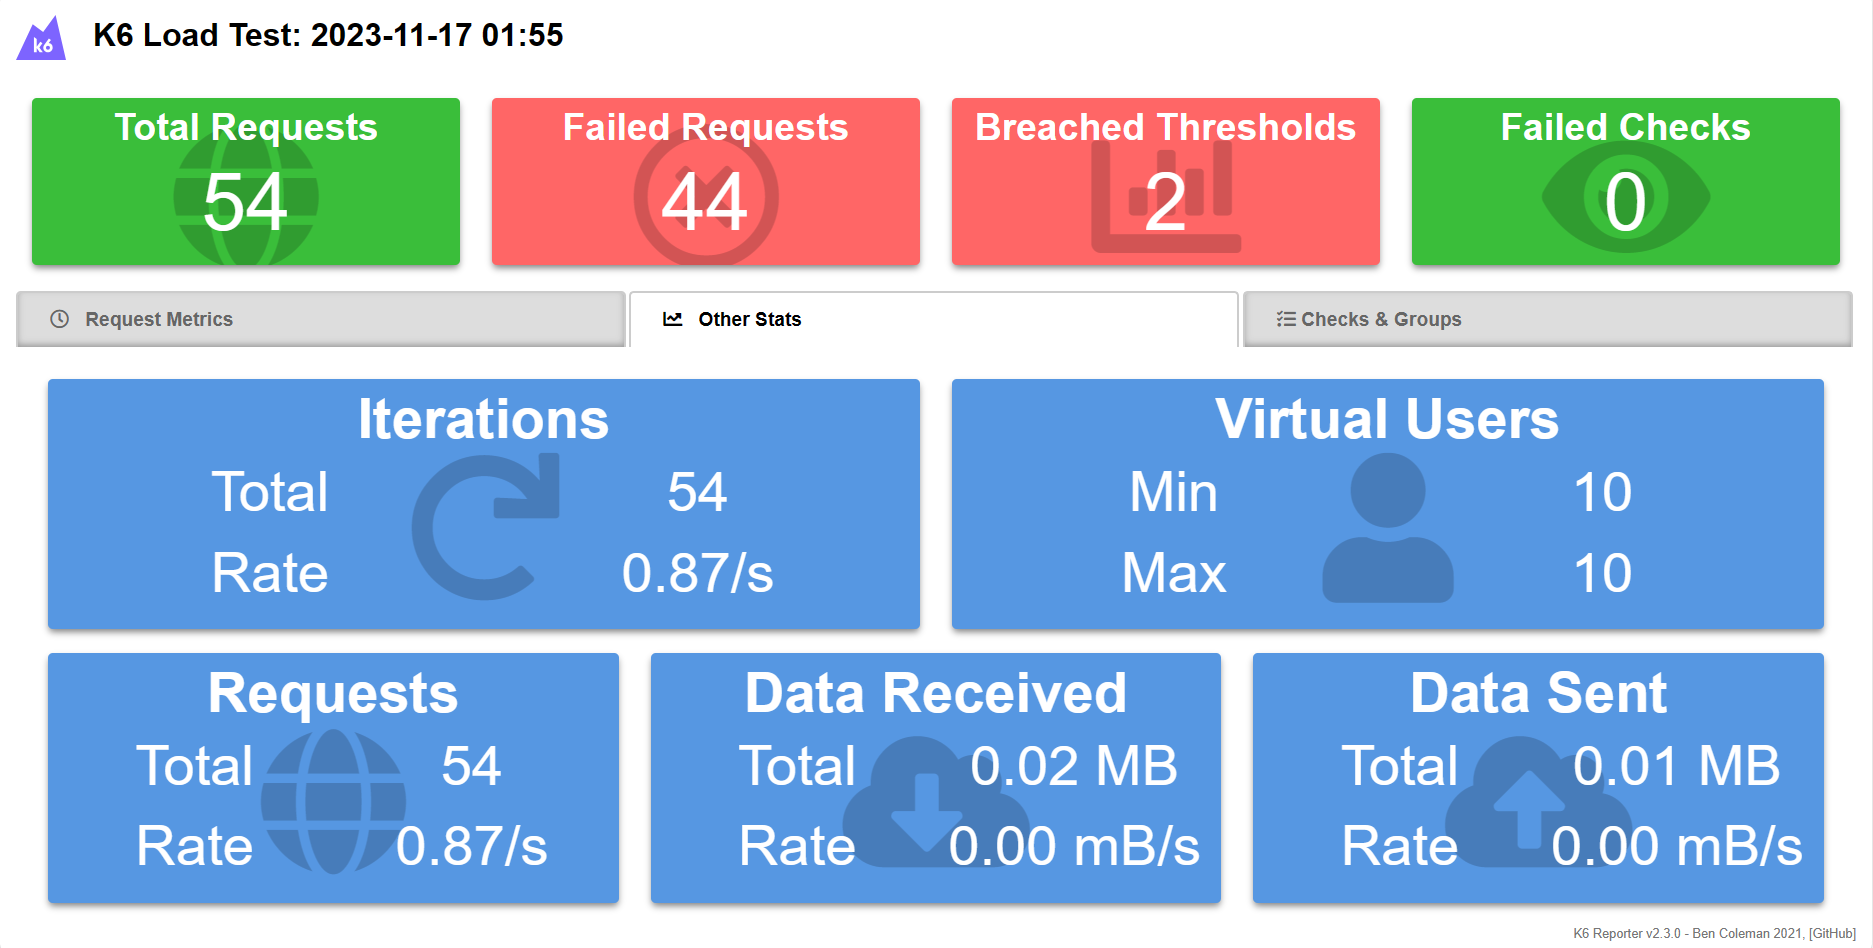 k6
K6 Load Test: 2023-11-17 01:55
Total Requests
54
Failed Requests
44
Breached Thresholds
2
Failed Checks
0
Request Metrics
Other Stats
Checks & Groups
Iterations
Total 54
Rate 0.87/s
Virtual Users
Min 10
Max 10
Requests
Total 54
Rate 0.87/s
Data Received
Total 0.02 MB
Rate 0.00 mB/s
Data Sent
Total 0.01 MB
Rate 0.00 mB/s
K6 Reporter v2.3.0 - Ben Coleman 2021, [GitHub]